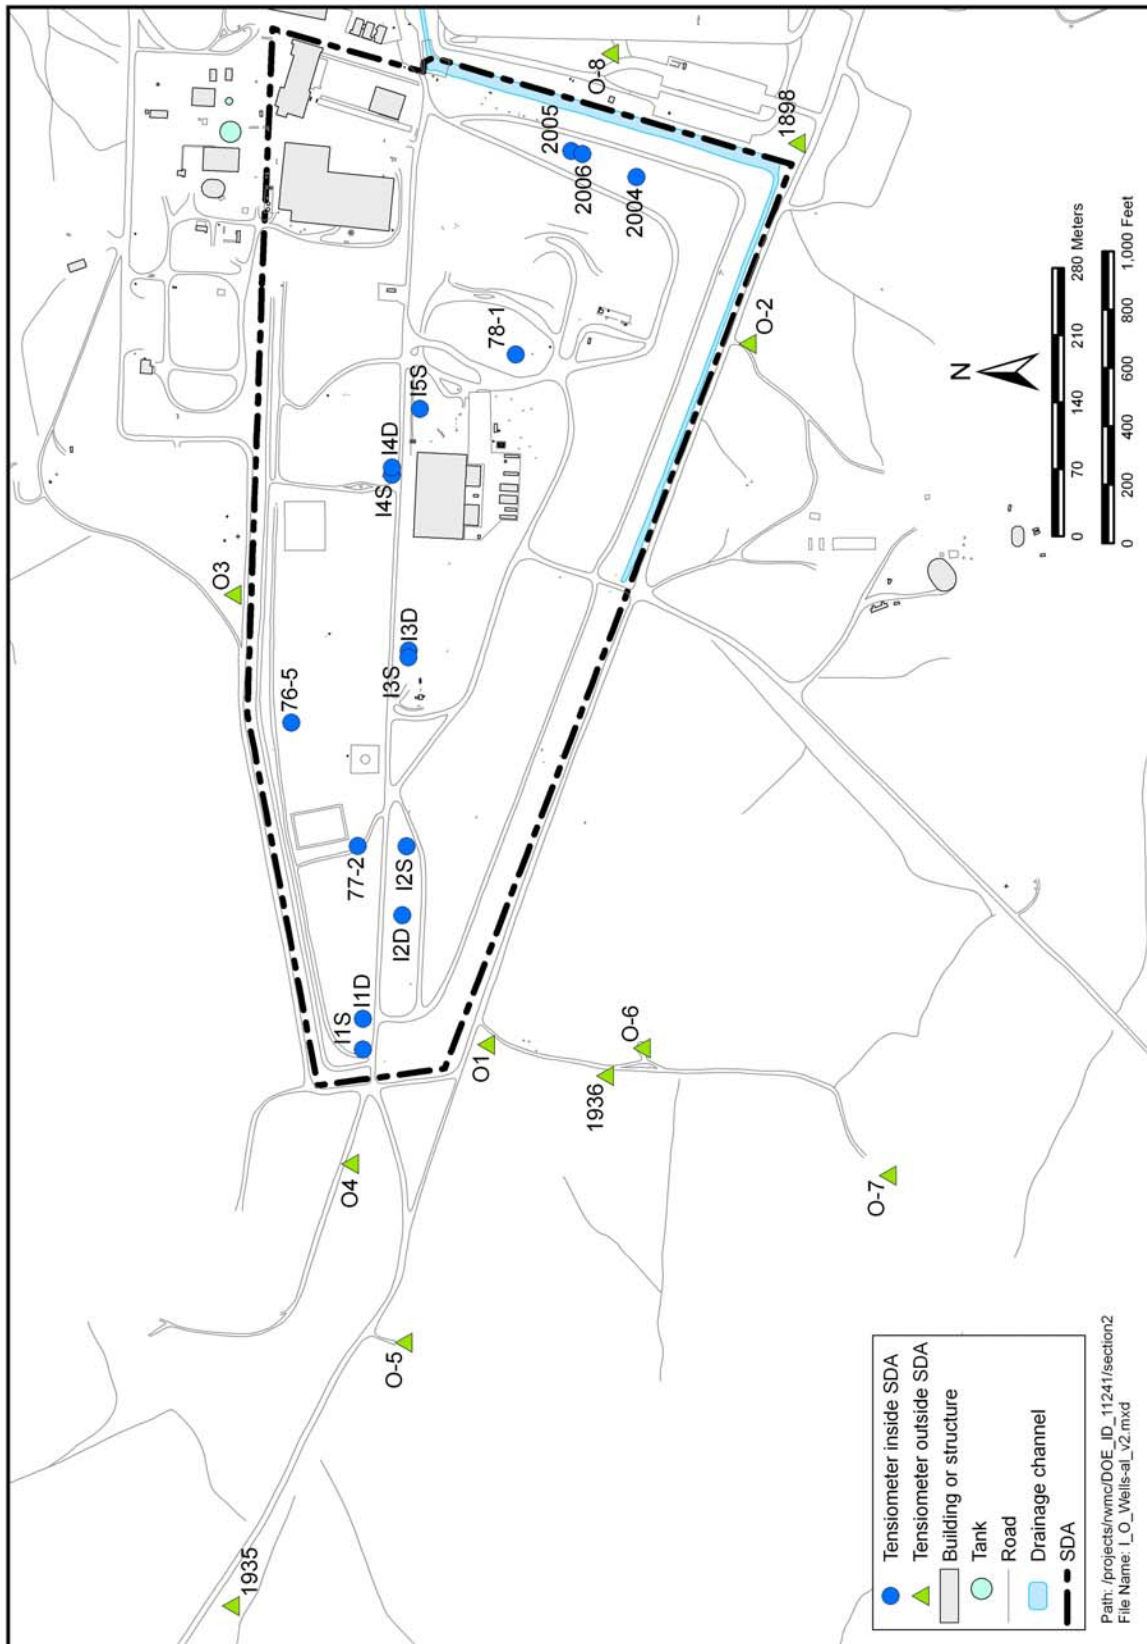 1935
O-5
O4
I1S
I1D
77-2
I2D
I2S
76-5
O3
I3S
I3D
I4S
I4D
I5S
78-1
2005
2006
2004
O-8
1898
O-2
O1
1936
O-6
O-7
N
0 70 140 210 280 Meters
0 200 400 600 800 1,000 Feet
Tensiometer inside SDA
Tensiometer outside SDA
Building or structure
Tank
Road
Drainage channel
SDA
Path: /projects/rwmc/DOE_ID_11241/section2
File Name: I_O_Wells-al_v2.mxd